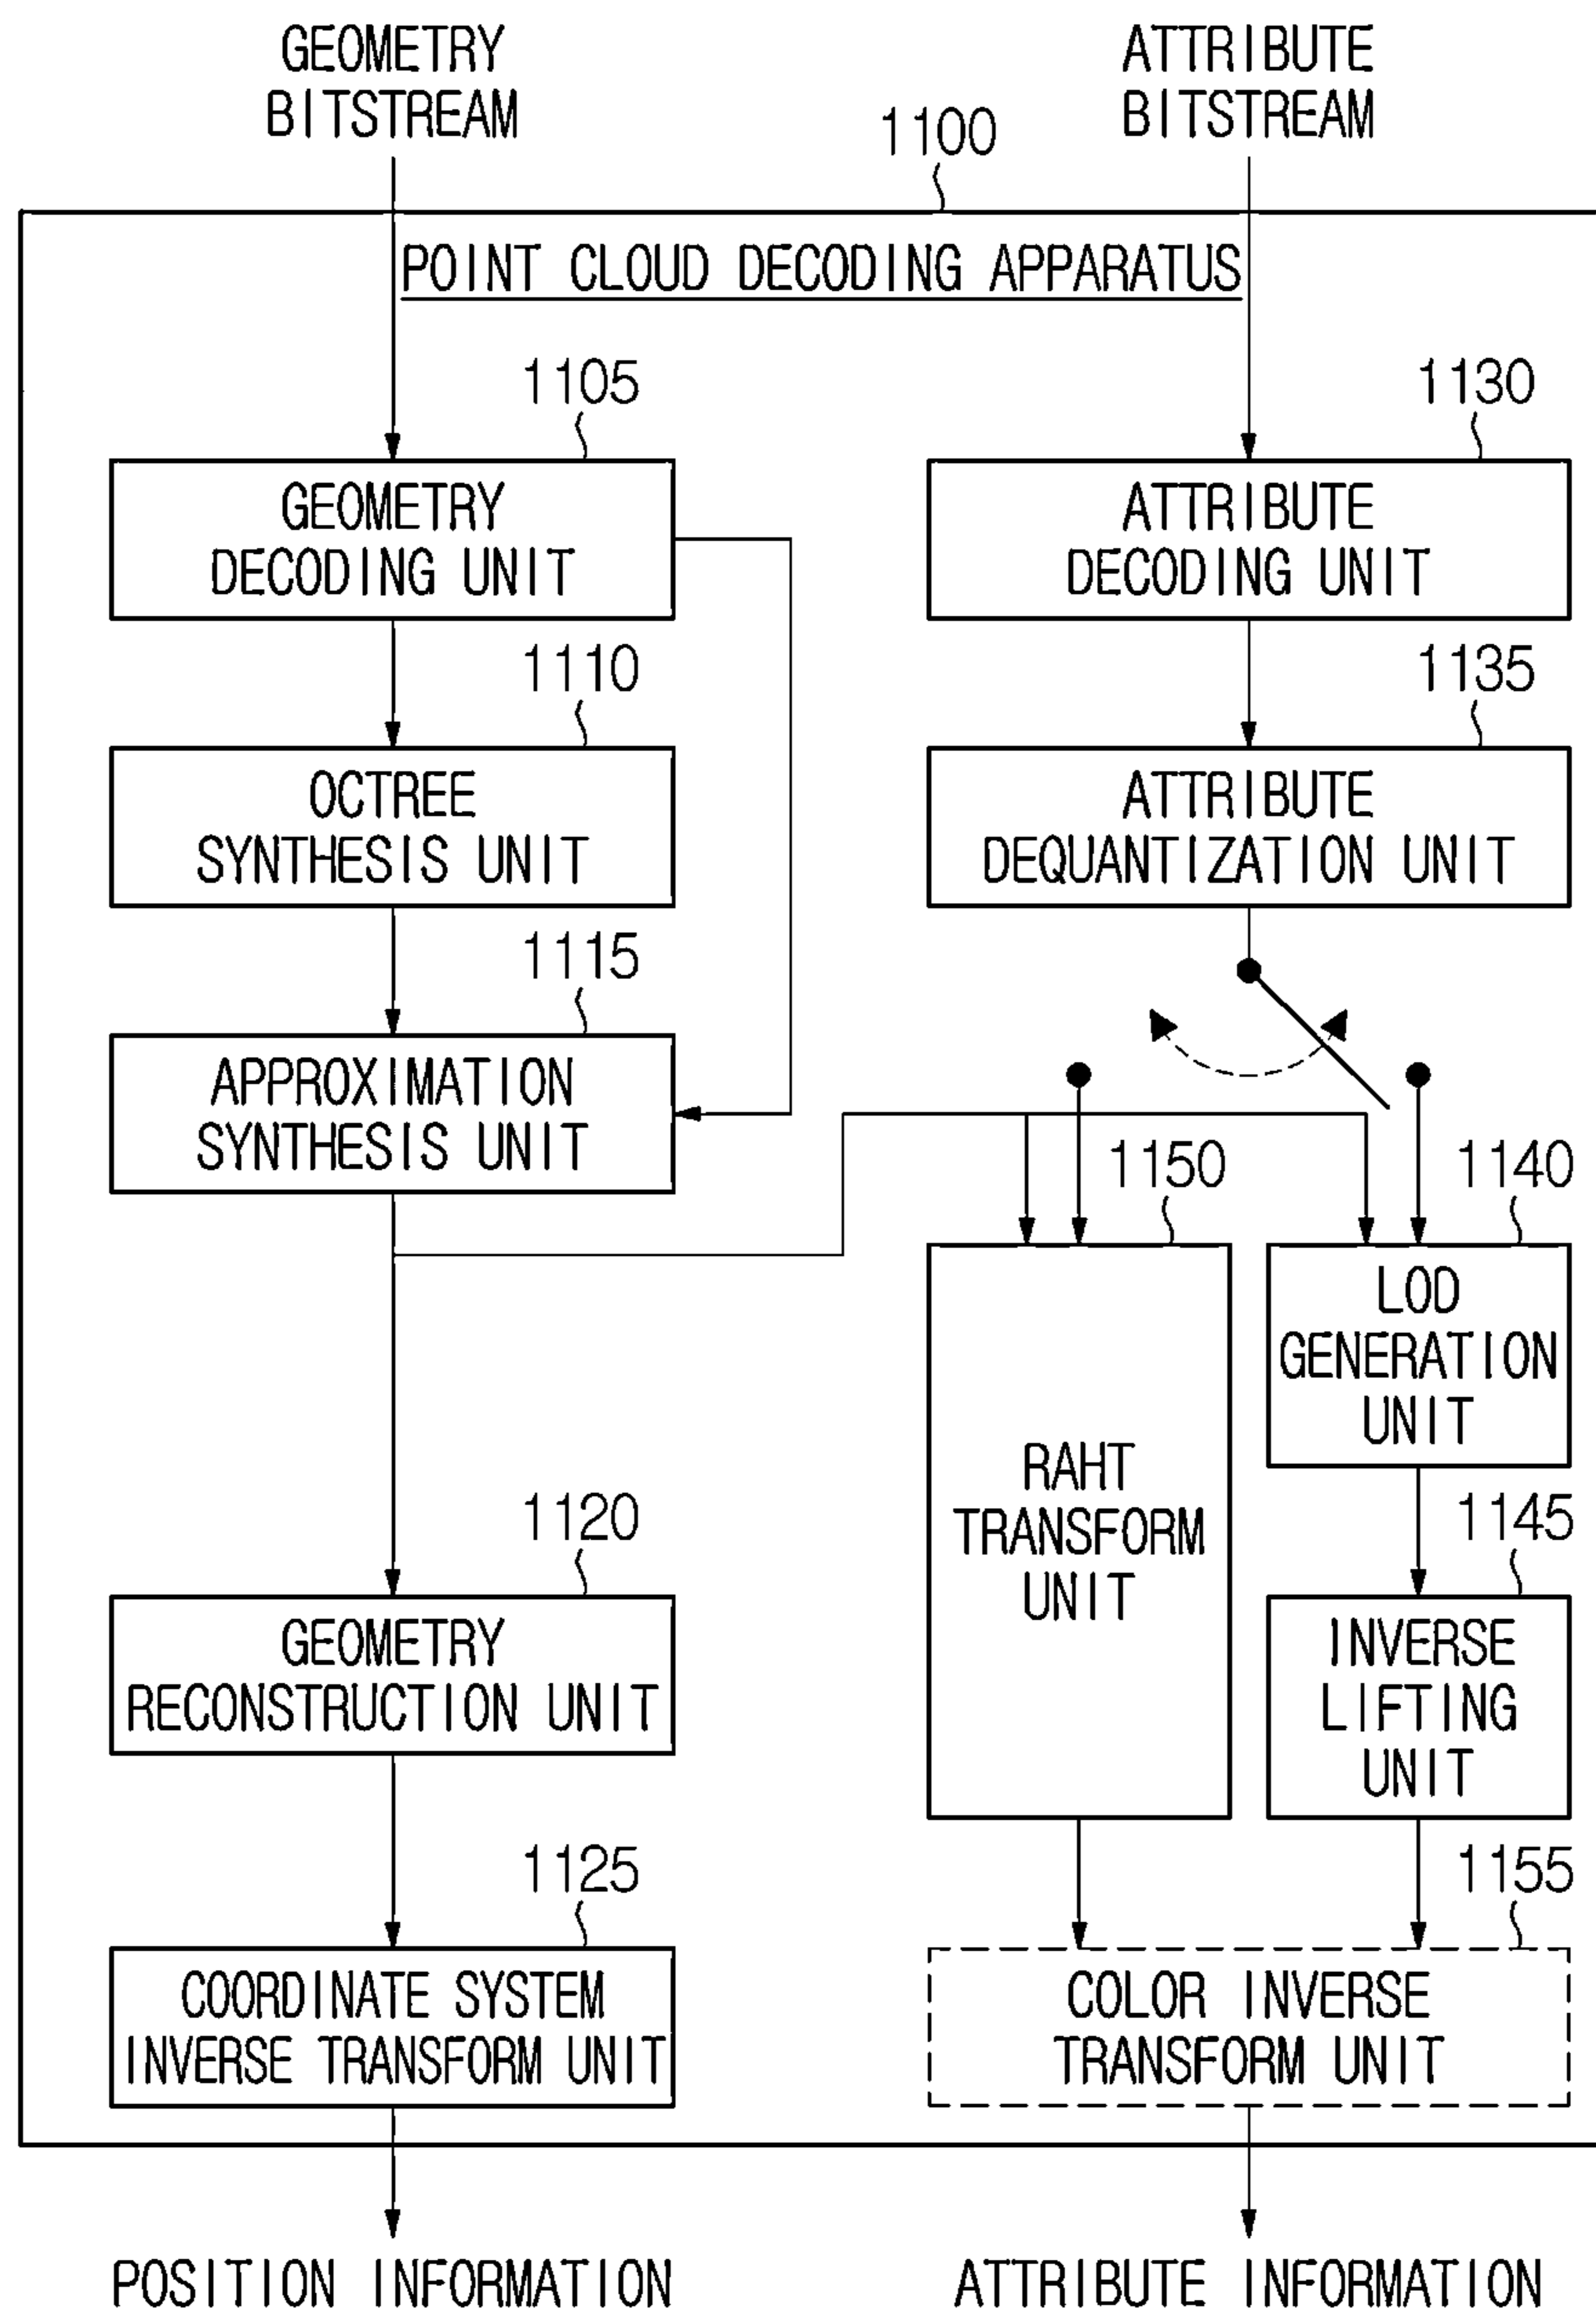 GEOMETRY
BITSTREAM
ATTRIBUTE
BITSTREAM
1100
POINT CLOUD DECODING APPARATUS
1105
GEOMETRY
DECODING UNIT
1130
ATTRIBUTE
DECODING UNIT
1110
OCTREE
SYNTHESIS UNIT
1135
ATTRIBUTE
DEQUANTIZATION UNIT
1115
APPROXIMATION
SYNTHESIS UNIT
1150
RAHT
TRANSFORM
UNIT
1140
LOD
GENERATION
UNIT
1145
INVERSE
LIFTING
UNIT
1120
GEOMETRY
RECONSTRUCTION UNIT
1125
COORDINATE SYSTEM
INVERSE TRANSFORM UNIT
1155
COLOR INVERSE
TRANSFORM UNIT
POSITION INFORMATION
ATTRIBUTE INFORMATION